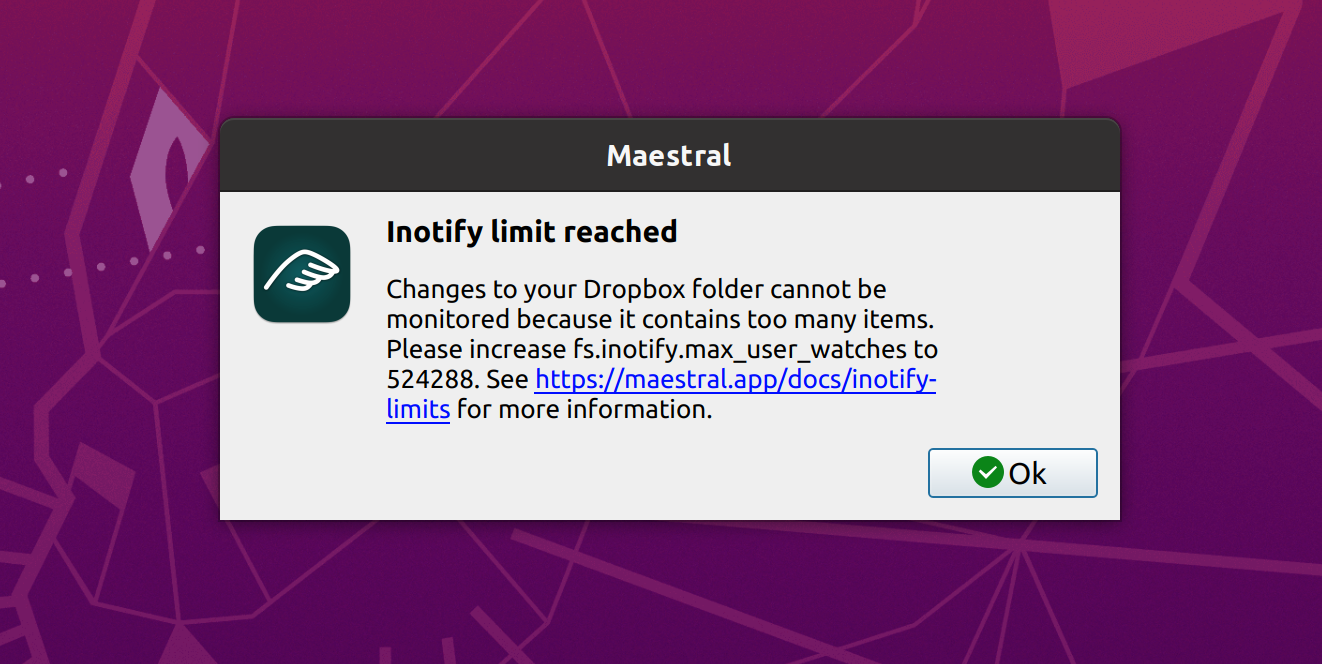 Maestral
Inotify limit reached
Changes to your Dropbox folder cannot be
monitored because it contains too many items.
Please increase fs.inotify.max_user_watches to
524288. See https://maestral.app/docs/inotify-
limits for more information.
Ok